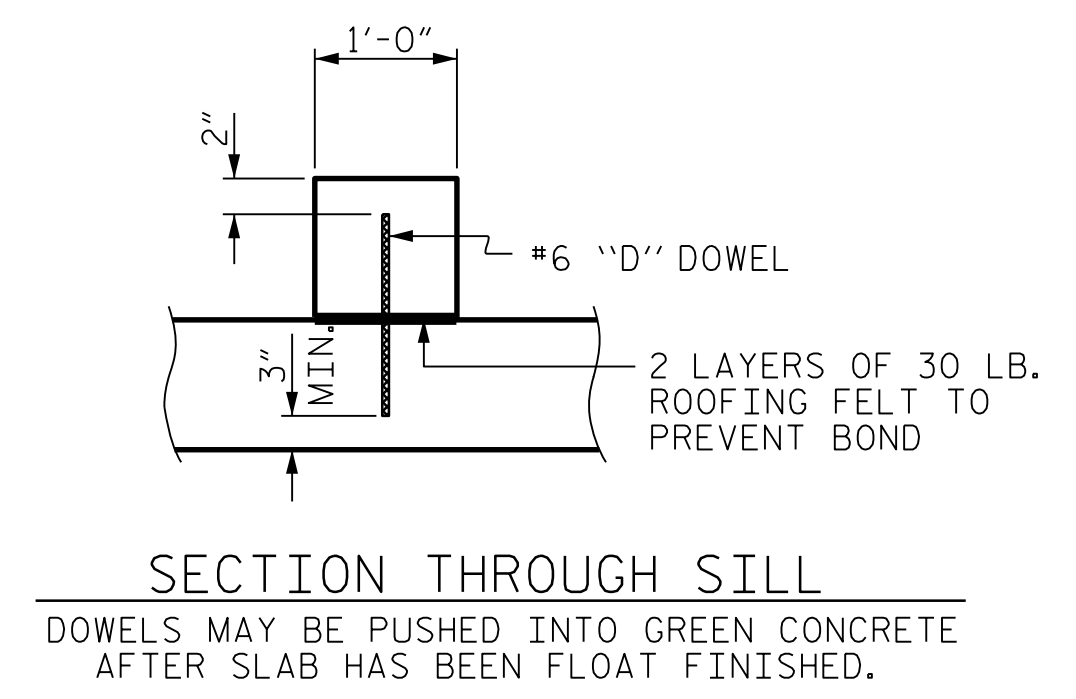 1'-0"
2"
#6 "D" DOWEL
3"
MIN.
2 LAYERS OF 30 LB.
ROOFING FELT TO
PREVENT BOND
SECTION THROUGH SILL
DOWELS MAY BE PUSHED INTO GREEN CONCRETE
AFTER SLAB HAS BEEN FLOAT FINISHED.